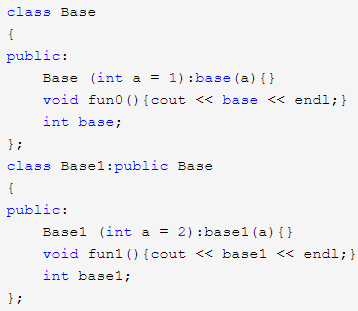 class Base
{
public:
    Base (int a = 1):base(a){}
    void fun0(){cout << base << endl;}
    int base;
};
class Base1:public Base
{
public:
    Base1 (int a = 2):base1(a){}
    void fun1(){cout << base1 << endl;}
    int base1;
};